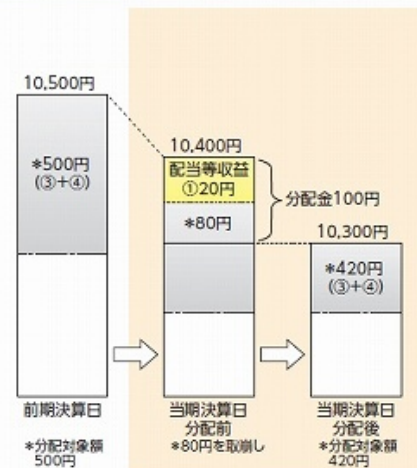 10,500円
*500円
(③+④)
10,400円
配当等収益
①20円
*80円
分配金100円
10,300円
*420円
(③+④)
前期決算日
*分配対象額
500円
当期決算日
分配前
*80円を取崩し
当期決算日
分配後
*分配対象額
420円